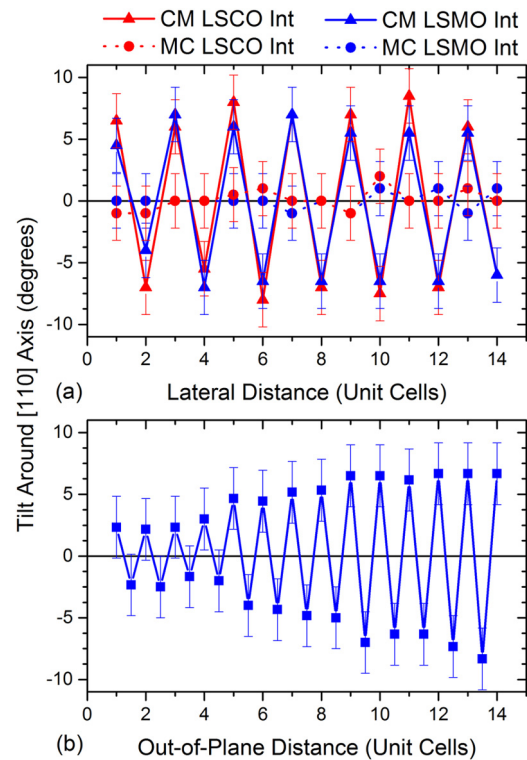 CM LSCO Int CM LSMO Int
MC LSCO Int MC LSMO Int
10
5
0
-5
-10
0 2 4 6 8 10 12 14
(a) Lateral Distance (Unit Cells)
Tilt Around [110] Axis (degrees)
10
5
0
-5
-10
0 2 4 6 8 10 12 14
(b) Out-of-Plane Distance (Unit Cells)